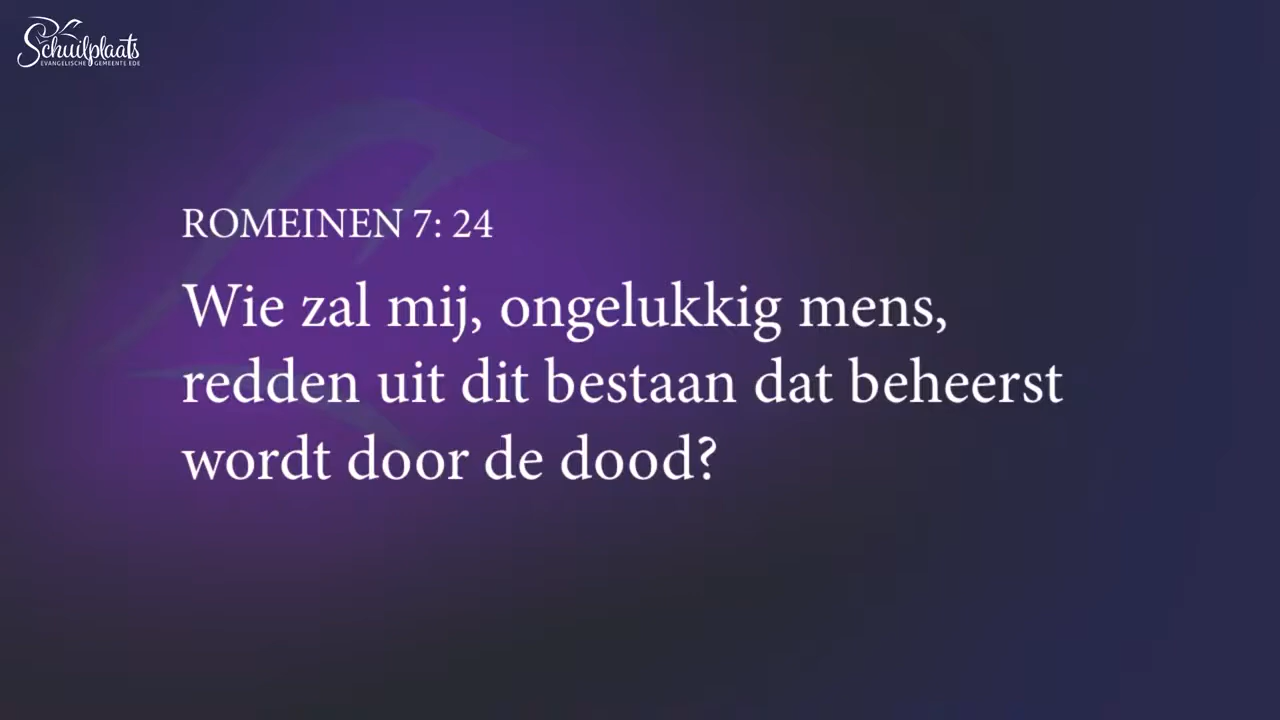 Schuilplaats
EVANGELISCHE GEMEENTE EDE
ROMEINEN 7: 24
Wie zal mij, ongelukkig mens,
redden uit dit bestaan dat beheerst
wordt door de dood?